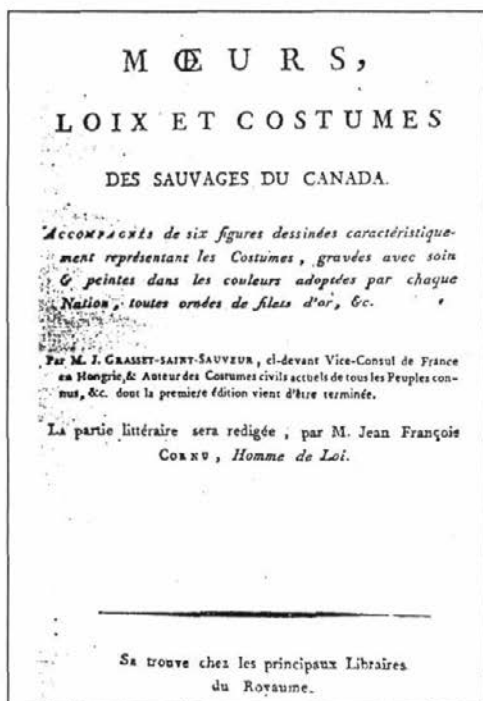 MŒURS,
LOIX ET COSTUMES
DES SAUVAGES DU CANADA.
ACCOMPAGNÉS de six figures dessinées caractéristique-
ment représentant les Costumes, gravées avec soin
& peintes dans les couleurs adoptées par chaque
Nation, toutes ornées de filets d'or, &c.
Par M. J. GRASSET-SAINT-SAUVEUR, ci-devant Vice-Consul de France
en Hongrie, & Auteur des Costumes civils actuels de tous les Peuples con-
nus, &c. dont la premiere édition vient d'être terminée.
La partie littéraire sera redigée, par M. Jean François
CORNU, Homme de Loi.
Se trouve chez les principaux Libraires
du Royaume.